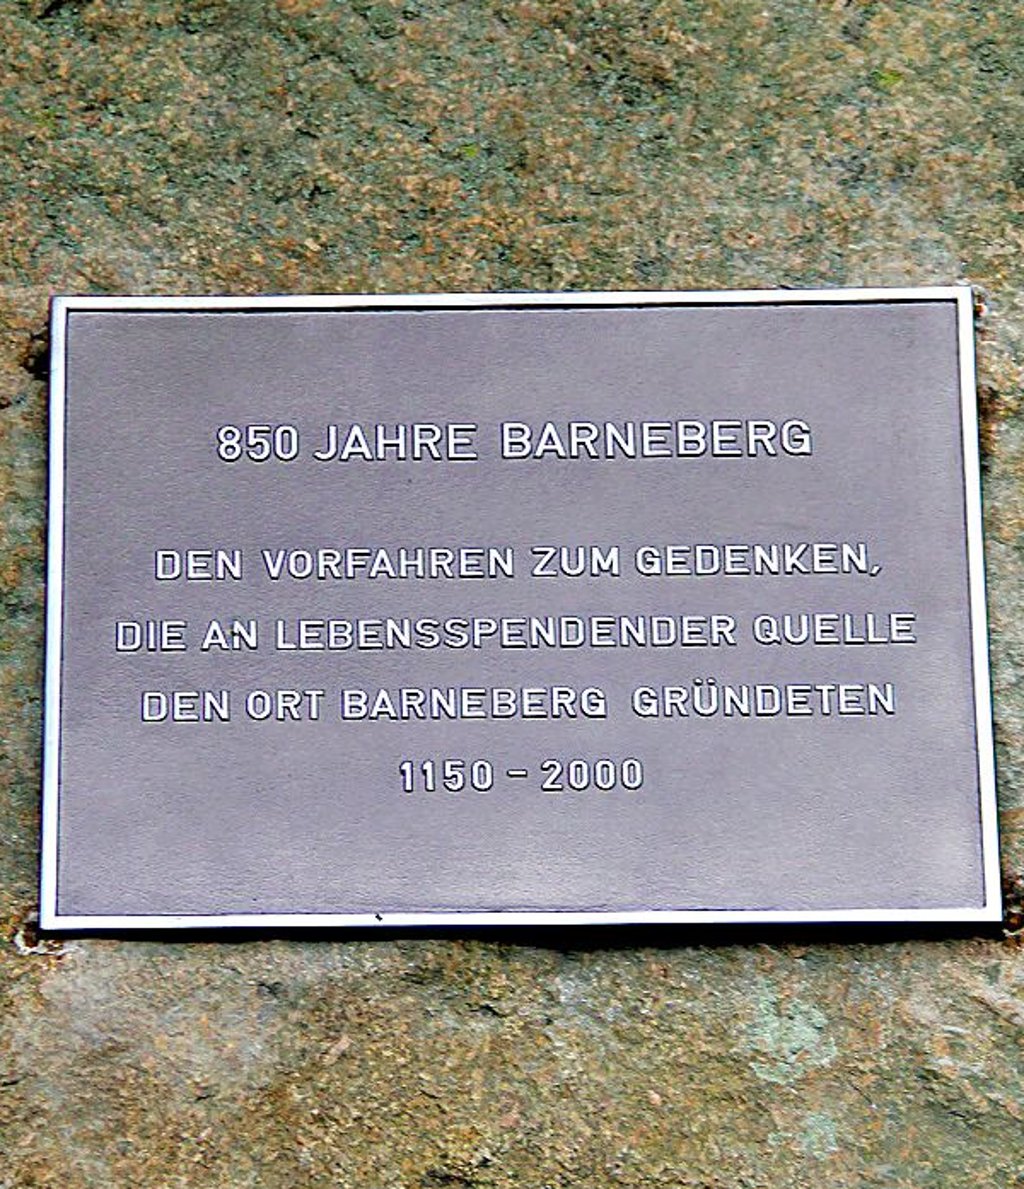 850 JAHRE BARNEBERG
DEN VORFAHREN ZUM GEDENKEN,
DIE AN LEBENSSPENDENDER QUELLE
DEN ORT BARNEBERG GRÜNDETEN
1150 – 2000